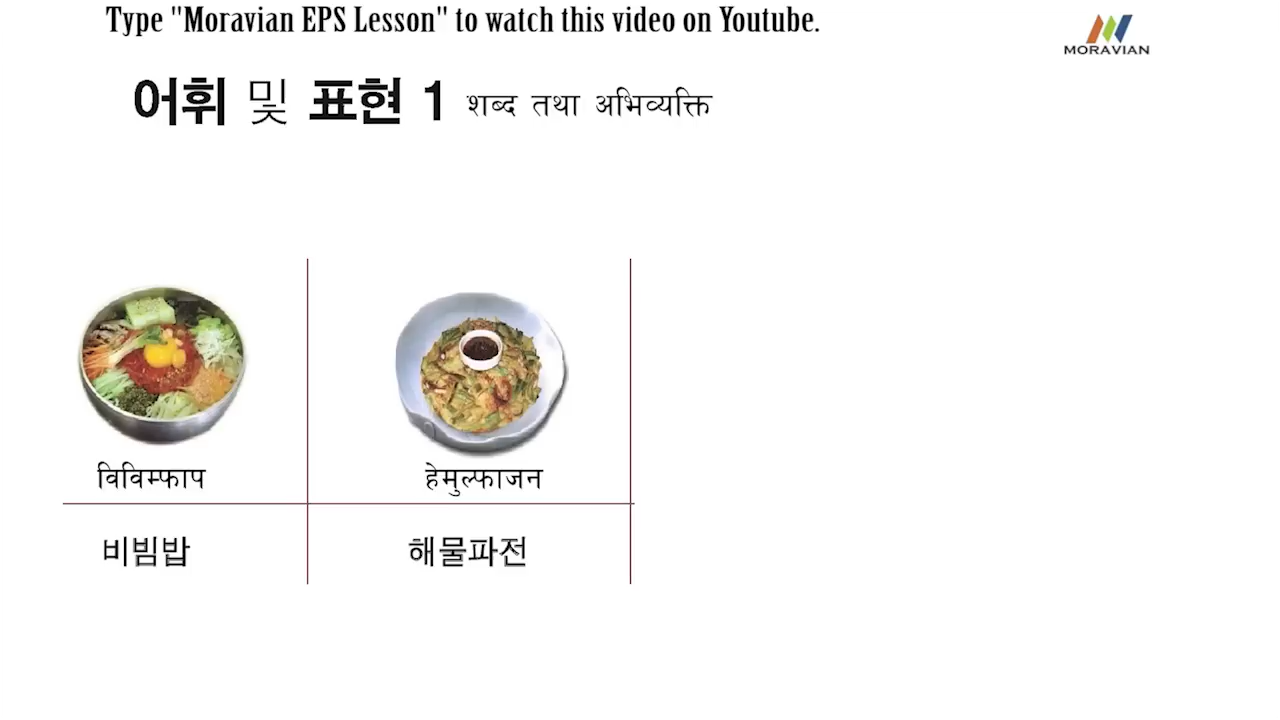 Type "Moravian EPS Lesson" to watch this video on Youtube.
MORAVIAN
어휘 및 표현 1 शब्द तथा अभिव्यक्ति
विविम्फाप हेमुल्फाजन
비빔밥 해물파전